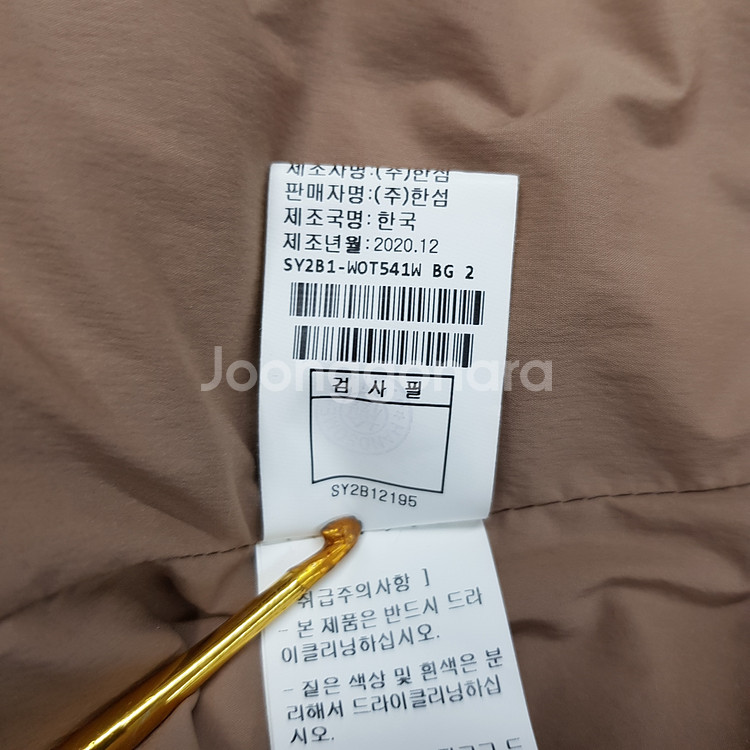 제조자명:(주)한섬
판매자명:(주)한섬
제조국명: 한국
제조년월: 2020.12
SY2B1-WOT541W BG 2
Joongaonara
검 사 필
SY2B12195
취급주의사항 ]
- 본 제품은 반드시 드라
이클리닝하십시오.
- 짙은 색상 및 흰색은 분
리해서 드라이클리닝하십
시오.